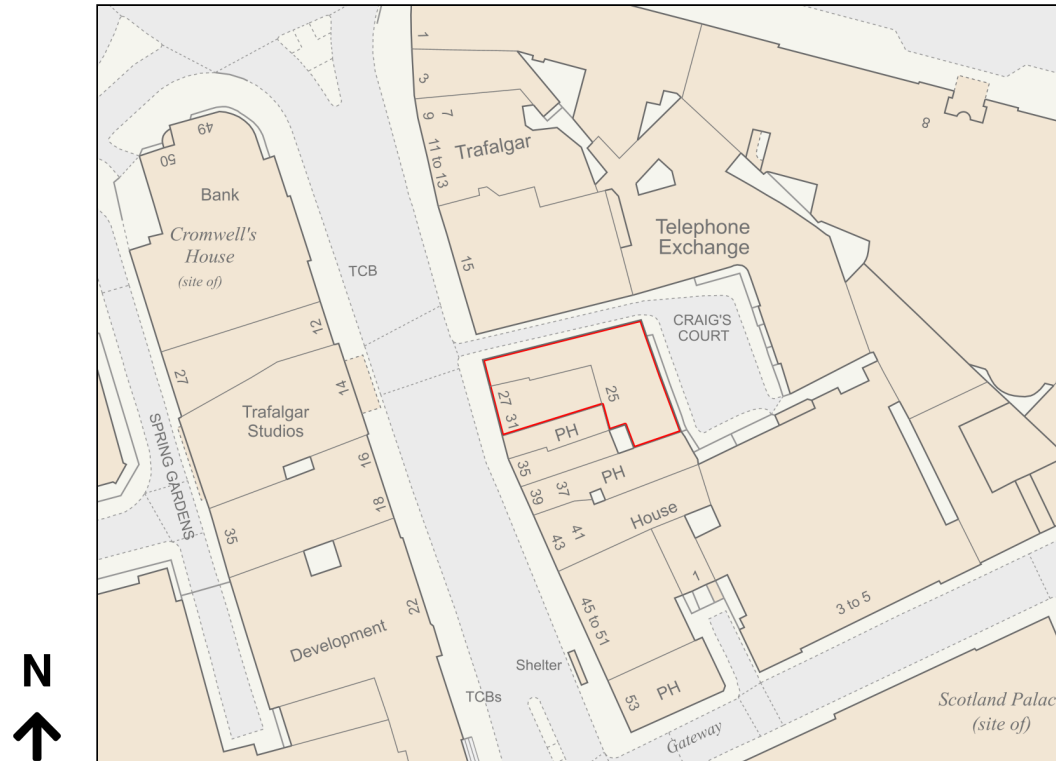 1
3
7
9
11 to 13
Trafalgar
8
49
50
Bank
Cromwell's
House
(site of)
TCB
Telephone
Exchange
15
12
CRAIG'S
COURT
27
14
Trafalgar
Studios
27
31
25
SPRING GARDENS
PH
35
16
PH
37
39
18
House
41
43
35
1
45 to 51
3 to 5
22
Development
Shelter
TCBs
PH
53
Gateway
Scotland Palac
(site of)
N